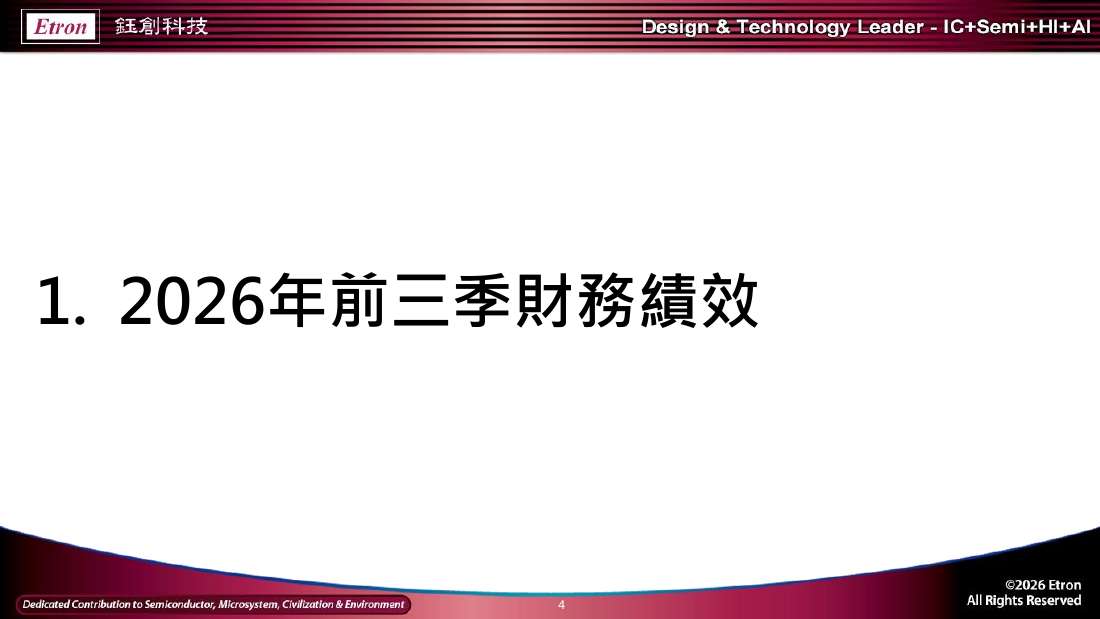 Etron 鈺創科技
Design & Technology Leader - IC+Semi+HI+AI
1. 2026年前三季財務績效
©2026 Etron
All Rights Reserved
Dedicated Contribution to Semiconductor, Microsystem, Civilization & Environment
4